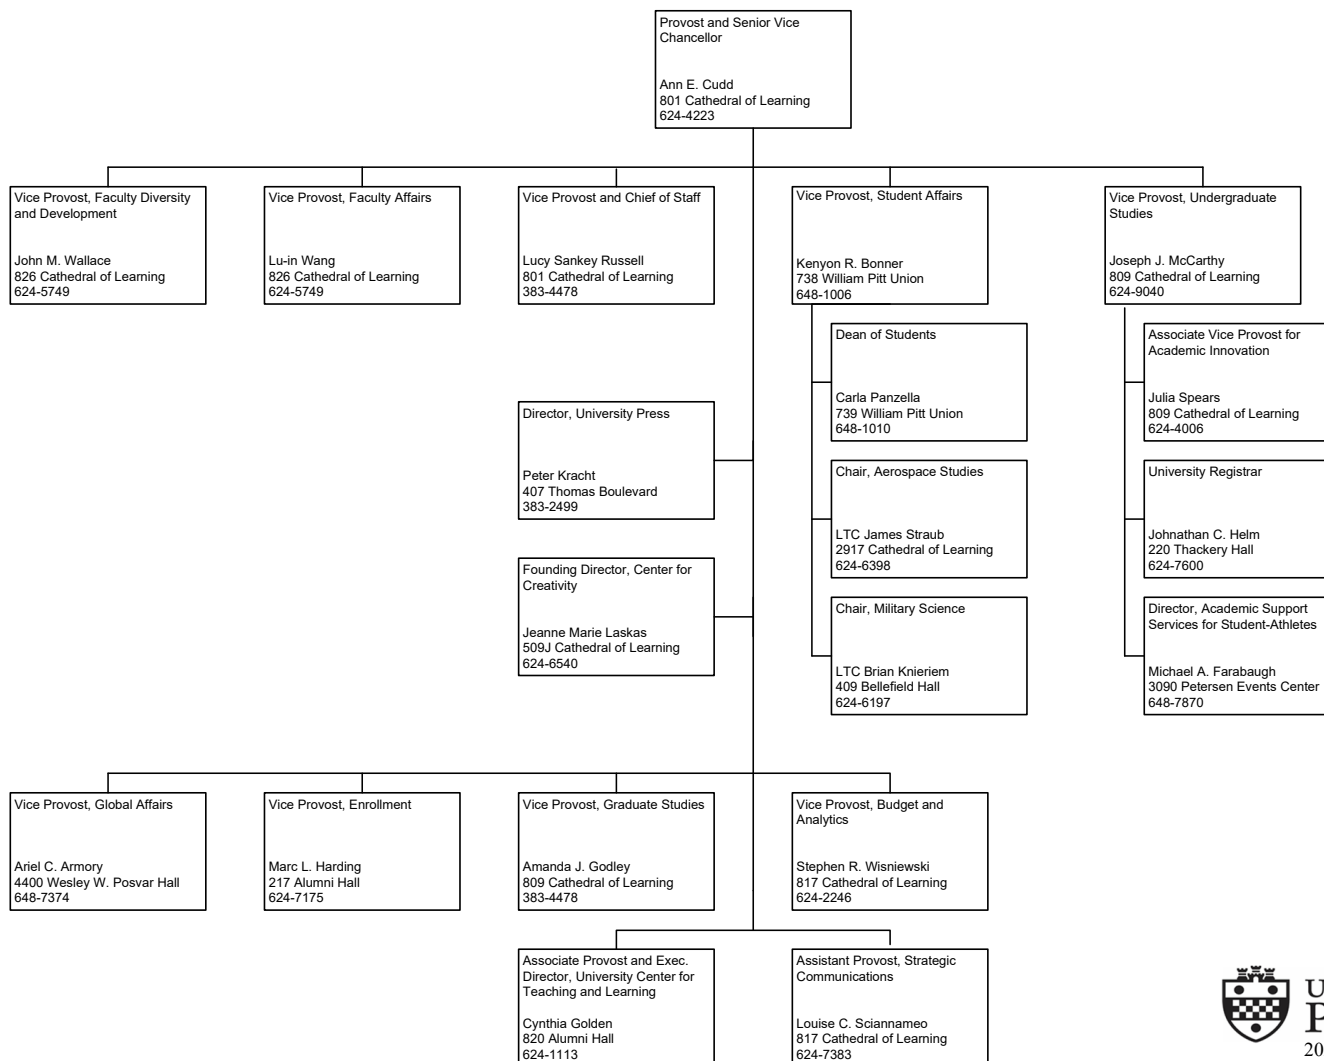 Provost and Senior Vice
Chancellor
Ann E. Cudd
801 Cathedral of Learning
624-4223
Vice Provost, Faculty Diversity
and Development
John M. Wallace
826 Cathedral of Learning
624-5749
Vice Provost, Faculty Affairs
Lu-in Wang
826 Cathedral of Learning
624-5749
Vice Provost and Chief of Staff
Lucy Sankey Russell
801 Cathedral of Learning
383-4478
Vice Provost, Student Affairs
Kenyon R. Bonner
738 William Pitt Union
648-1006
Vice Provost, Undergraduate
Studies
Joseph J. McCarthy
809 Cathedral of Learning
624-9040
Dean of Students
Carla Panzella
739 William Pitt Union
648-1010
Associate Vice Provost for
Academic Innovation
Julia Spears
809 Cathedral of Learning
624-4006
Director, University Press
Peter Kracht
407 Thomas Boulevard
383-2499
Chair, Aerospace Studies
LTC James Straub
2917 Cathedral of Learning
624-6398
University Registrar
Johnathan C. Helm
220 Thackery Hall
624-7600
Founding Director, Center for
Creativity
Jeanne Marie Laskas
509J Cathedral of Learning
624-6540
Chair, Military Science
LTC Brian Knieriem
409 Bellefield Hall
624-6197
Director, Academic Support
Services for Student-Athletes
Michael A. Farabaugh
3090 Petersen Events Center
648-7870
Vice Provost, Global Affairs
Ariel C. Armory
4400 Wesley W. Posvar Hall
648-7374
Vice Provost, Enrollment
Marc L. Harding
217 Alumni Hall
624-7175
Vice Provost, Graduate Studies
Amanda J. Godley
809 Cathedral of Learning
383-4478
Vice Provost, Budget and
Analytics
Stephen R. Wisniewski
817 Cathedral of Learning
624-2246
Associate Provost and Exec.
Director, University Center for
Teaching and Learning
Cynthia Golden
820 Alumni Hall
624-1113
Assistant Provost, Strategic
Communications
Louise C. Sciannameo
817 Cathedral of Learning
624-7383